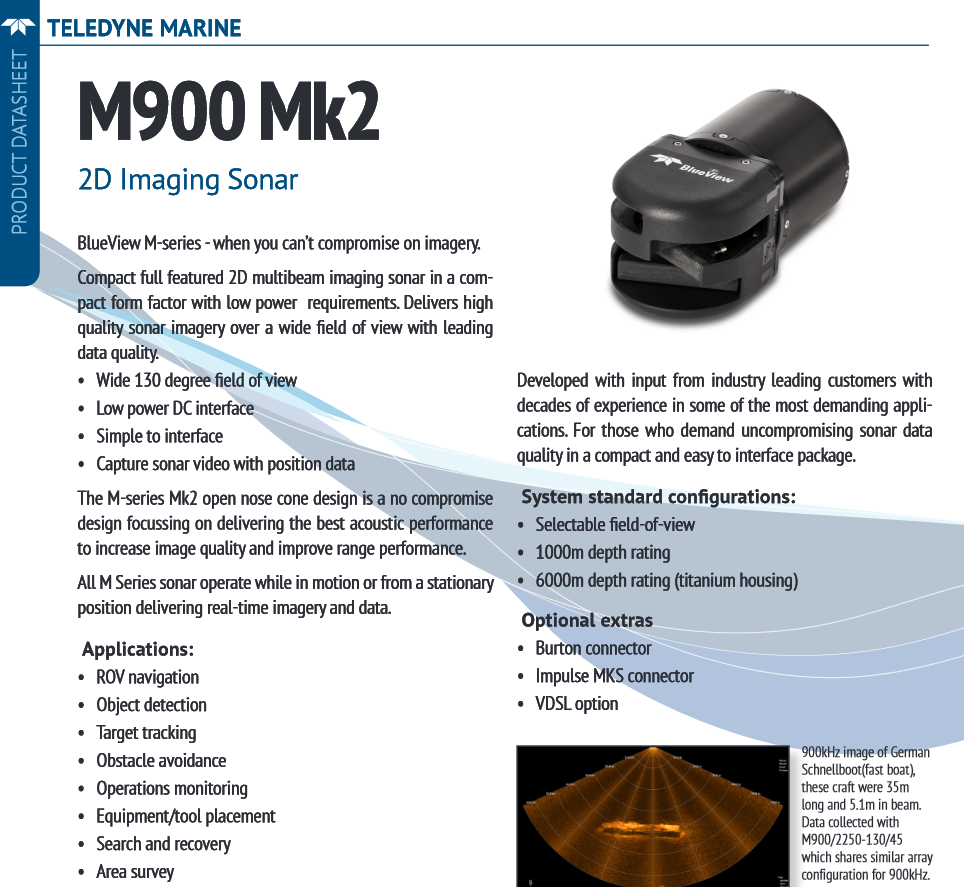 TELEDYNE MARINE
PRODUCT DATASHEET
M900 Mk2
2D Imaging Sonar
BlueView
BlueView M-series - when you can't compromise on imagery.
Compact full featured 2D multibeam imaging sonar in a com-
pact form factor with low power requirements. Delivers high
quality sonar imagery over a wide field of view with leading
data quality.
• Wide 130 degree field of view
• Low power DC interface
• Simple to interface
• Capture sonar video with position data
The M-series Mk2 open nose cone design is a no compromise
design focussing on delivering the best acoustic performance
to increase image quality and improve range performance.
All M Series sonar operate while in motion or from a stationary
position delivering real-time imagery and data.
Applications:
• ROV navigation
• Object detection
• Target tracking
• Obstacle avoidance
• Operations monitoring
• Equipment/tool placement
• Search and recovery
• Area survey
Developed with input from industry leading customers with
decades of experience in some of the most demanding appli-
cations. For those who demand uncompromising sonar data
quality in a compact and easy to interface package.
System standard configurations:
• Selectable field-of-view
• 1000m depth rating
• 6000m depth rating (titanium housing)
Optional extras
• Burton connector
• Impulse MKS connector
• VDSL option
900kHz image of German
Schnellboot(fast boat),
these craft were 35m
long and 5.1m in beam.
Data collected with
M900/2250-130/45
which shares similar array
configuration for 900kHz.